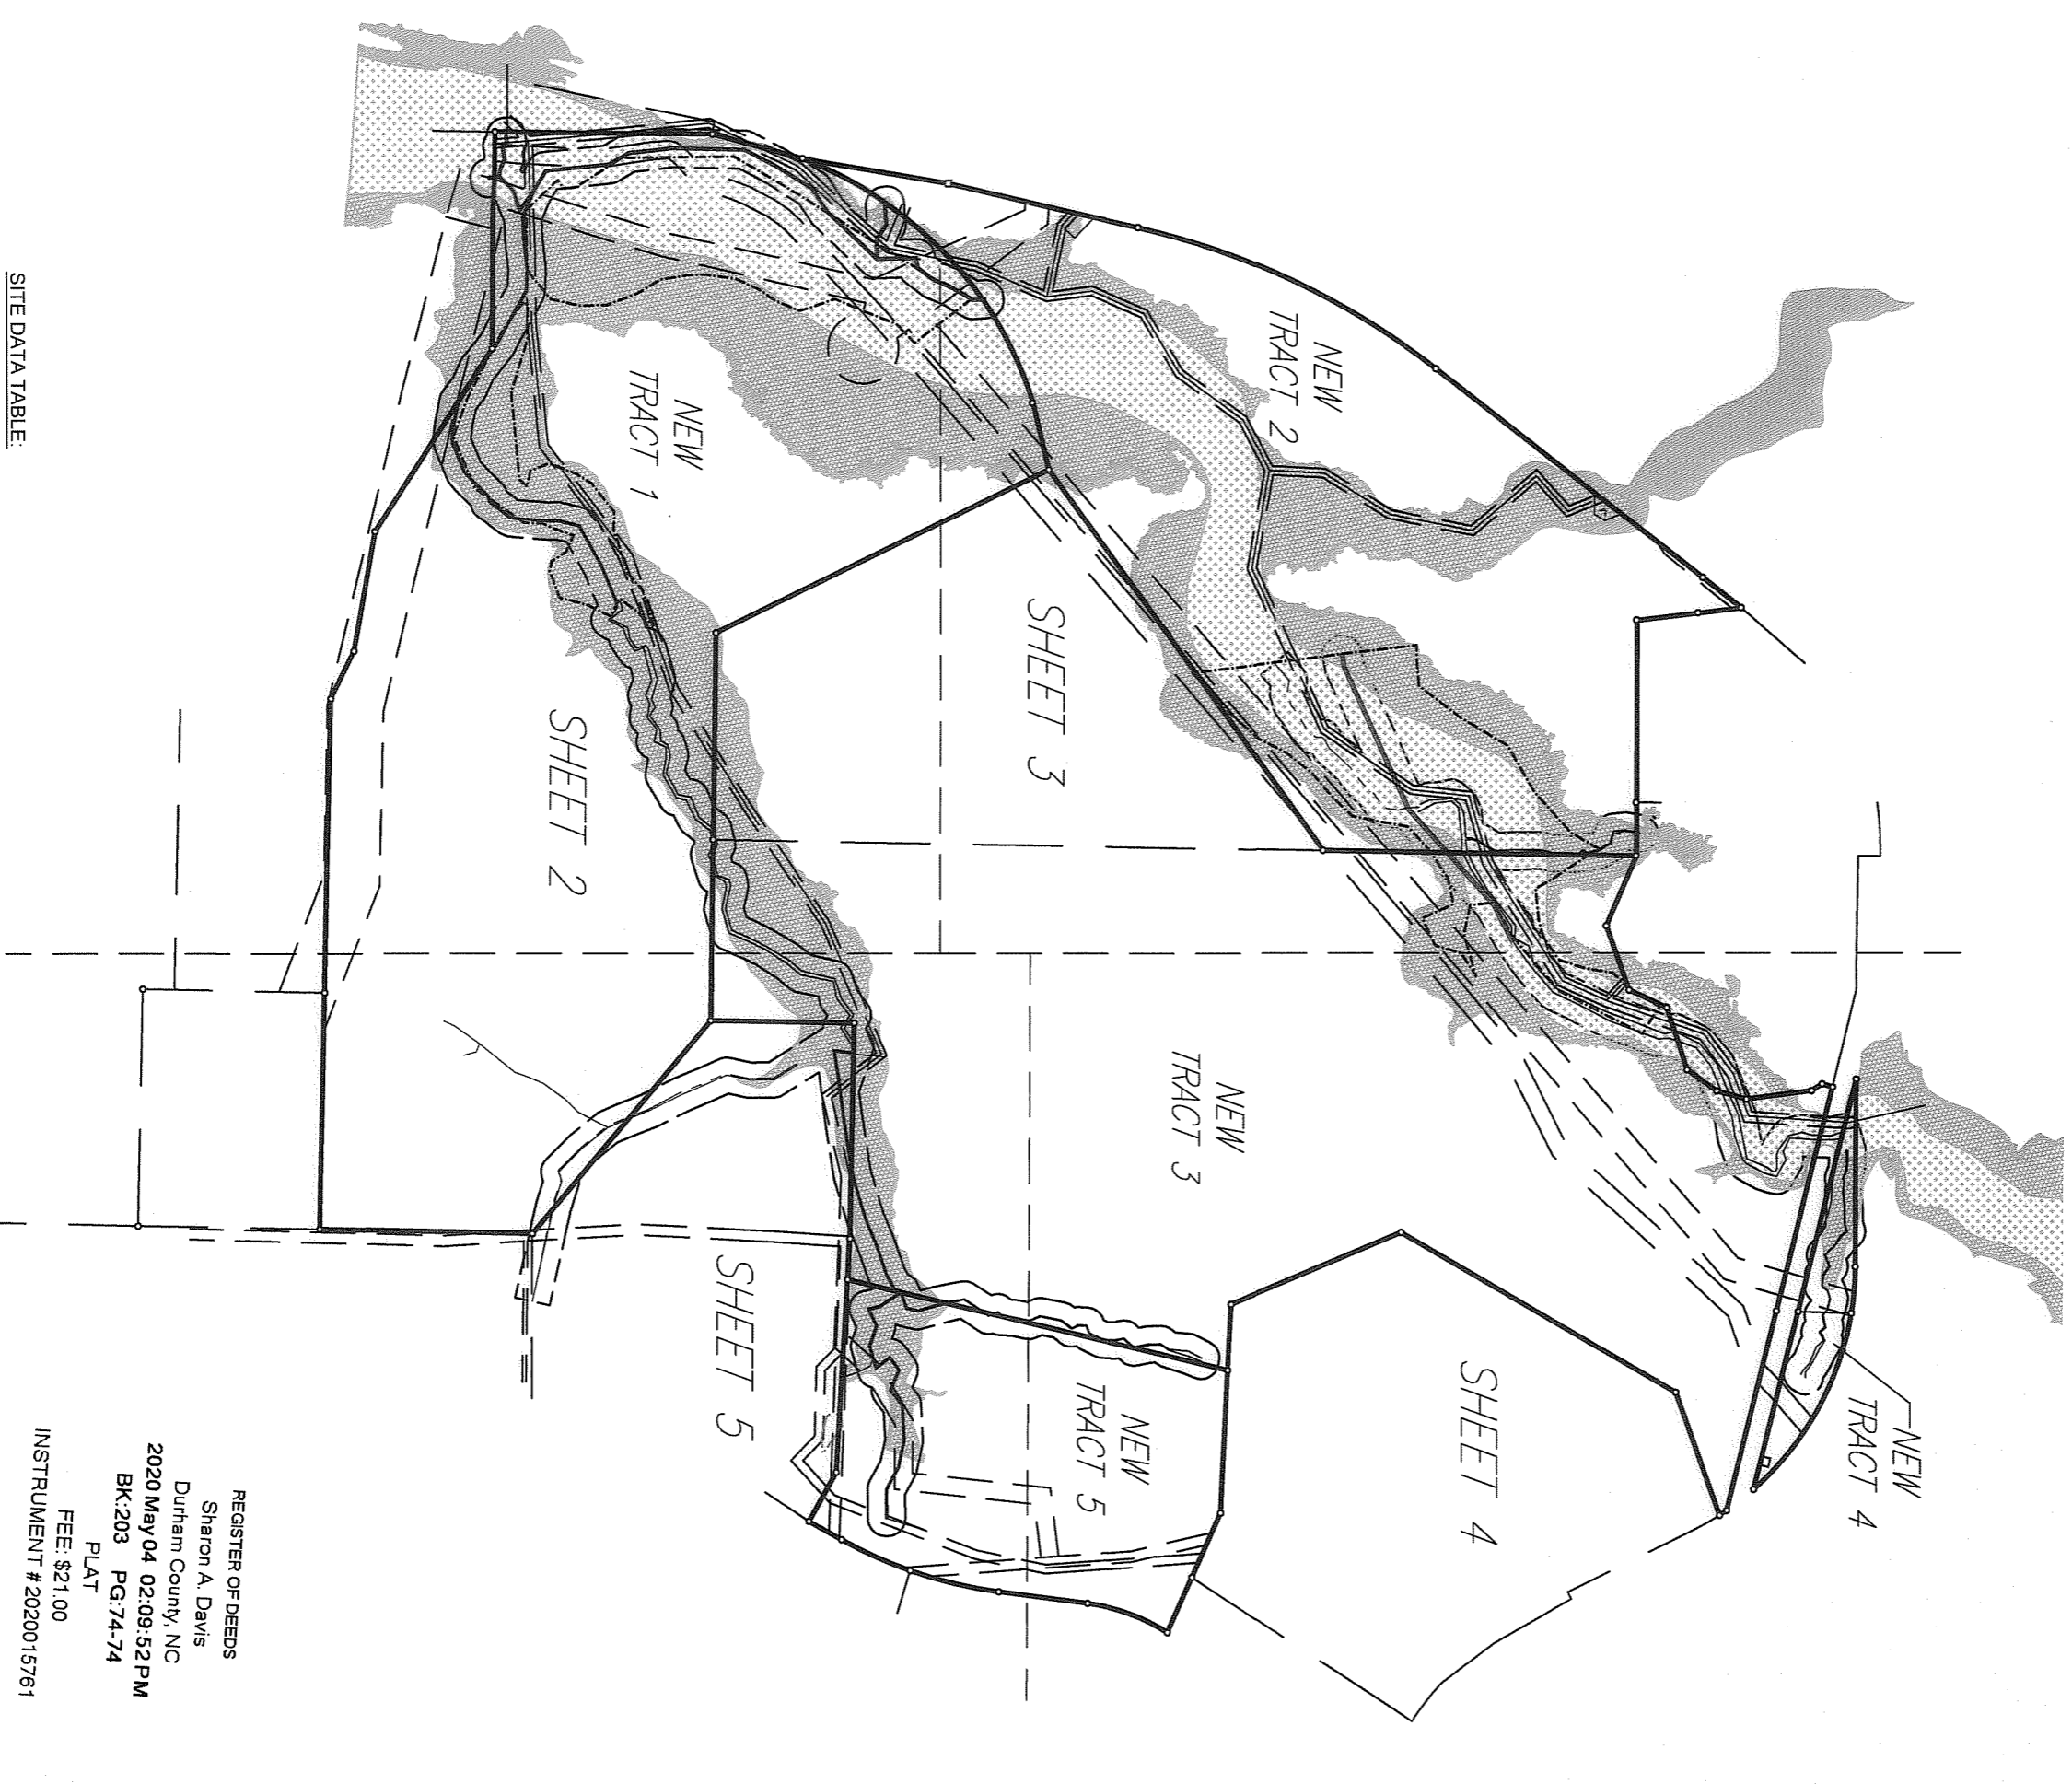 NEW
TRACT 4
NEW
TRACT 2
SHEET 4
NEW
TRACT 3
NEW
TRACT 5
SHEET 3
SHEET 5
NEW
TRACT 1
SHEET 2
REGISTER OF DEEDS
Sharon A. Davis
Durham County, NC
2020 May 04 02:09:52 PM
BK:203 PG:74-74
PLAT
FEE: $21.00
INSTRUMENT # 2020015761
SITE DATA TABLE: